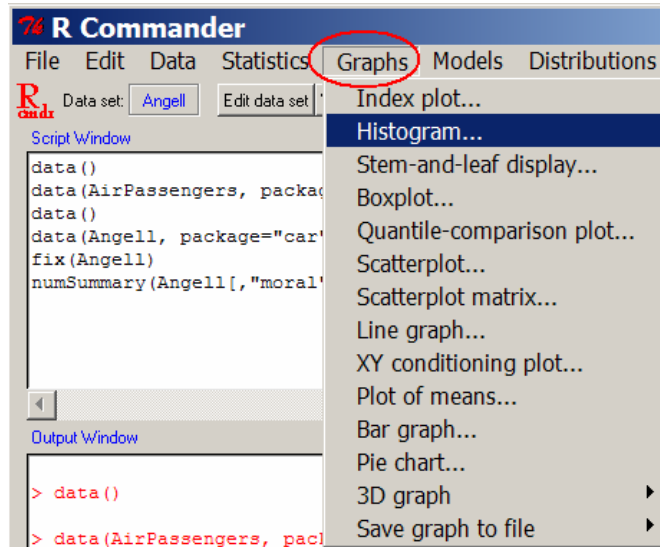 R Commander
File Edit Data Statistics Graphs Models Distributions
Rcmdr Data set: Angell Edit data set
Script Window
data()
data(AirPassengers, packag
data()
data(Angell, package="car"
fix(Angell)
numSummary(Angell[,"moral"
Index plot...
Histogram...
Stem-and-leaf display...
Boxplot...
Quantile-comparison plot...
Scatterplot...
Scatterplot matrix...
Line graph...
XY conditioning plot...
Plot of means...
Bar graph...
Pie chart...
3D graph
Save graph to file
Output Window
> data()
> data(AirPassengers, pack